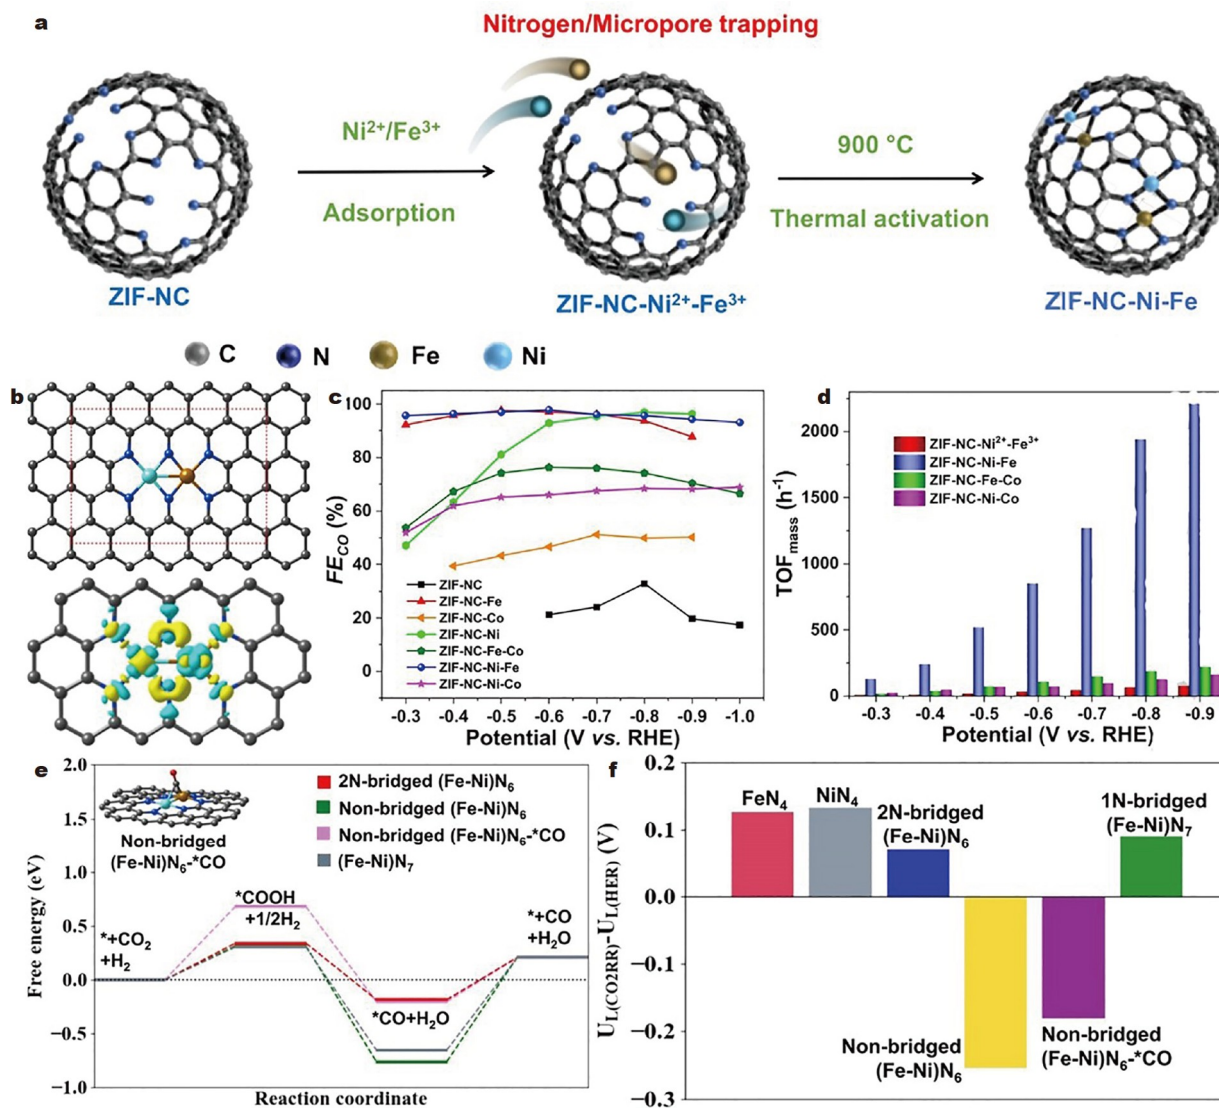 a
Nitrogen/Micropore trapping
Ni²⁺/Fe³⁺
Adsorption
900 °C
Thermal activation
ZIF-NC
ZIF-NC-Ni²⁺-Fe³⁺
ZIF-NC-Ni-Fe
C N Fe Ni
b
c
100
80
60
40
20
0
FE_CO (%)
ZIF-NC
ZIF-NC-Fe
ZIF-NC-Co
ZIF-NC-Ni
ZIF-NC-Fe-Co
ZIF-NC-Ni-Fe
ZIF-NC-Ni-Co
-0.3 -0.4 -0.5 -0.6 -0.7 -0.8 -0.9 -1.0
Potential (V vs. RHE)
d
2000
1500
1000
500
0
TOF_mass (h⁻¹)
ZIF-NC-Ni²⁺-Fe³⁺
ZIF-NC-Ni-Fe
ZIF-NC-Fe-Co
ZIF-NC-Ni-Co
-0.3 -0.4 -0.5 -0.6 -0.7 -0.8 -0.9
Potential (V vs. RHE)
e
2.0
1.5
1.0
0.5
0.0
−0.5
−1.0
Free energy (eV)
Non-bridged
(Fe-Ni)N₆-*CO
2N-bridged (Fe-Ni)N₆
Non-bridged (Fe-Ni)N₆
Non-bridged (Fe-Ni)N₆-*CO
(Fe-Ni)N₇
*+CO₂
+H₂
*COOH
+1/2H₂
*CO+H₂O
*+CO
+H₂O
Reaction coordinate
f
0.2
0.1
0.0
−0.1
−0.2
−0.3
U_L(CO2RR)-U_L(HER) (V)
FeN₄
NiN₄
2N-bridged
(Fe-Ni)N₆
1N-bridged
(Fe-Ni)N₇
Non-bridged
(Fe-Ni)N₆
Non-bridged
(Fe-Ni)N₆-*CO